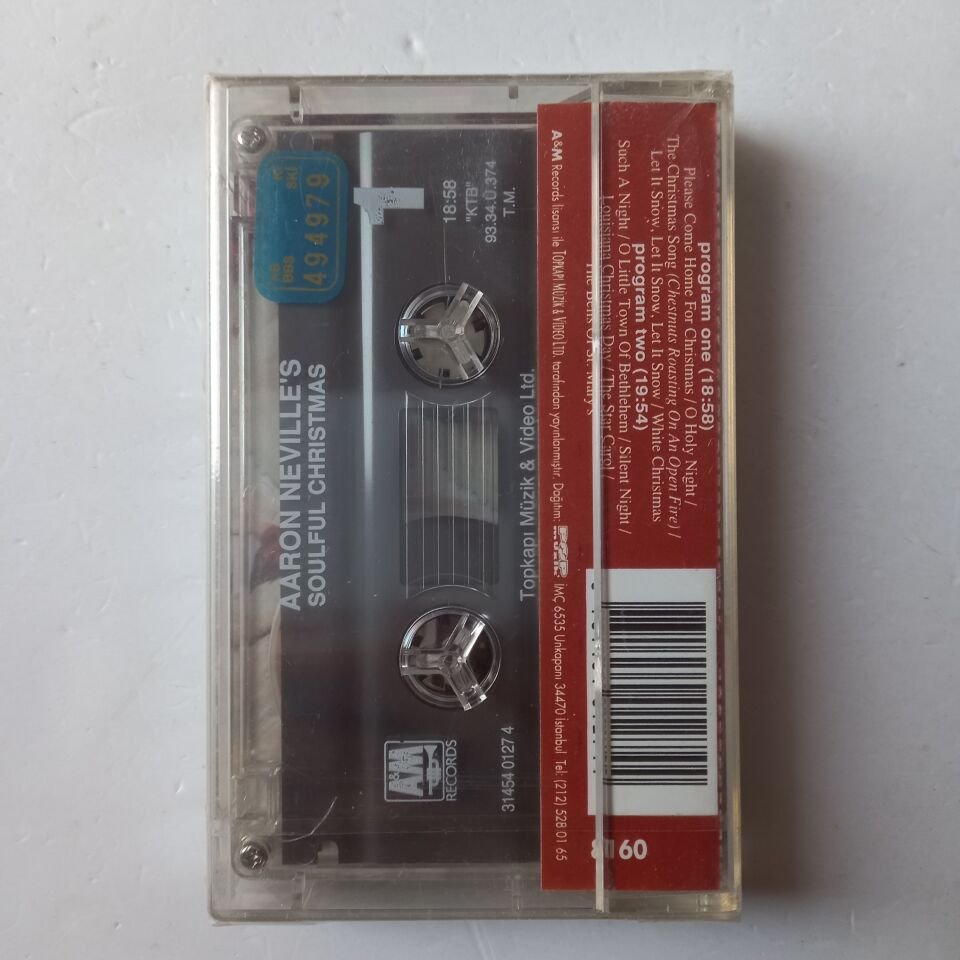 AARON NEVILLE'S
SOULFUL CHRISTMAS
1
18:58
"KTB"
93.34.Ü.374
T.M.
Topkapı Müzik & Video Ltd.
A&M
RECORDS
31454 0127 4
494979
program one (18:58)
Please Come Home For Christmas / O Holy Night /
The Christmas Song (Chestnuts Roasting On An Open Fire) /
Let It Snow, Let It Snow, Let It Snow / White Christmas
program two (19:54)
Such A Night / O Little Town Of Bethlehem / Silent Night /
Louisiana Christmas Day / The Star Carol /
The Bells Of St. Mary's
A&M Records lisansı ile TOPKAPI MÜZİK & VİDEO LTD. tarafından yayınlanmıştır. Dağıtım: İMÇ 6535 Unkapanı 34470 İstanbul Tel: (212) 528 01 65
60